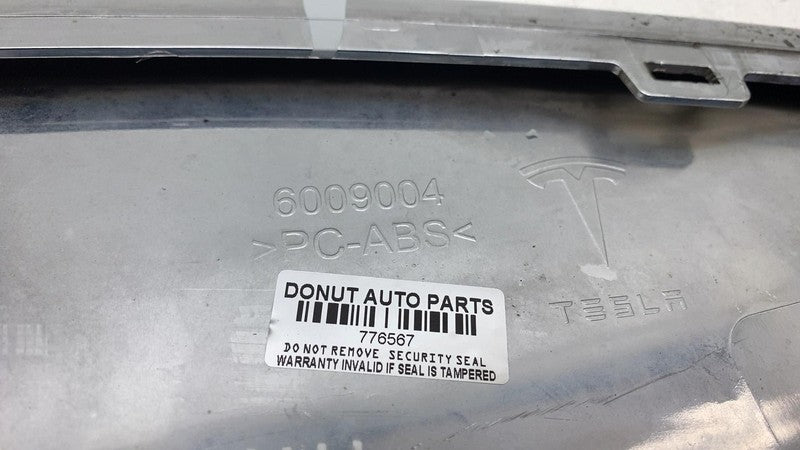 6009004
>PC-ABS<
TESLA
DONUT AUTO PARTS
776567
DO NOT REMOVE SECURITY SEAL
WARRANTY INVALID IF SEAL IS TAMPERED